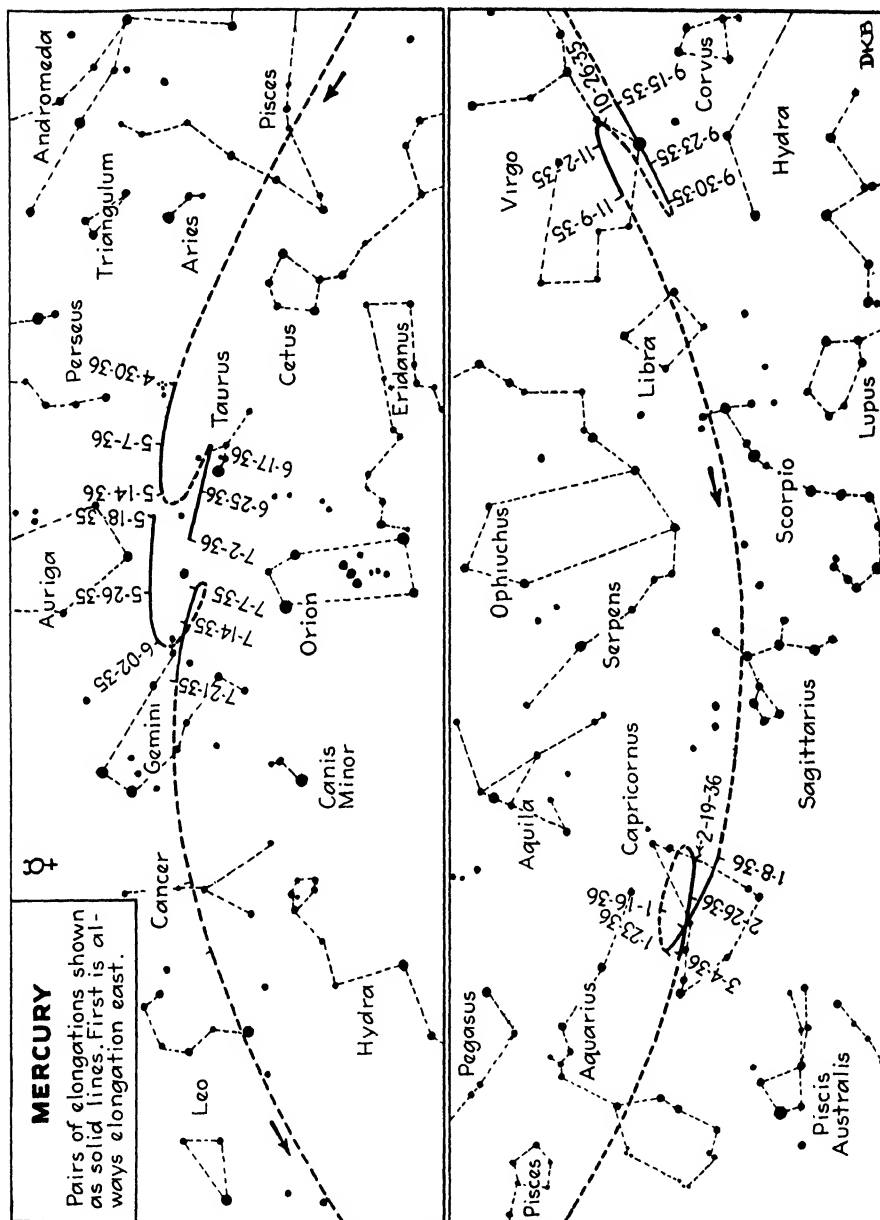 MERCURY
Pairs of elongations shown
as solid lines. First is al-
ways elongation east.
☿
Leo
Cancer
Hydra
Gemini
Canis
Minor
Auriga
Orion
Taurus
Perseus
Cetus
Eridanus
Triangulum
Aries
Andromeda
Pisces
4-30-36
5-7-36
5-14-36
5-18-35
5-26-35
6-02-35
6-17-36
6-25-36
7-2-36
7-7-35
7-14-35
7-21-35
Pisces
Pegasus
Aquarius
Piscis
Australis
Aquila
Capricornus
Sagittarius
Serpens
Ophiuchus
Scorpio
Libra
Lupus
Virgo
Corvus
Hydra
1-23-36
1-16-36
2-19-36
1-8-36
2-26-36
3-4-36
11-9-35
11-2-35
10-26-35
9-15-35
9-23-35
9-30-35
DKB